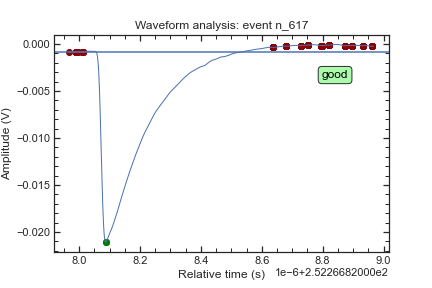 Waveform analysis: event n_617
0.000
−0.005
−0.010
−0.015
−0.020
Amplitude (V)
good
8.0
8.2
8.4
8.6
8.8
9.0
Relative time (s)
1e−6+2.5226682000e2